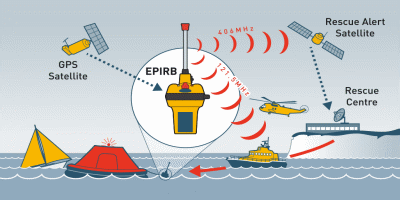 406MHz
Rescue Alert
Satellite
GPS
Satellite
EPIRB
121.5MHz
Rescue
Centre